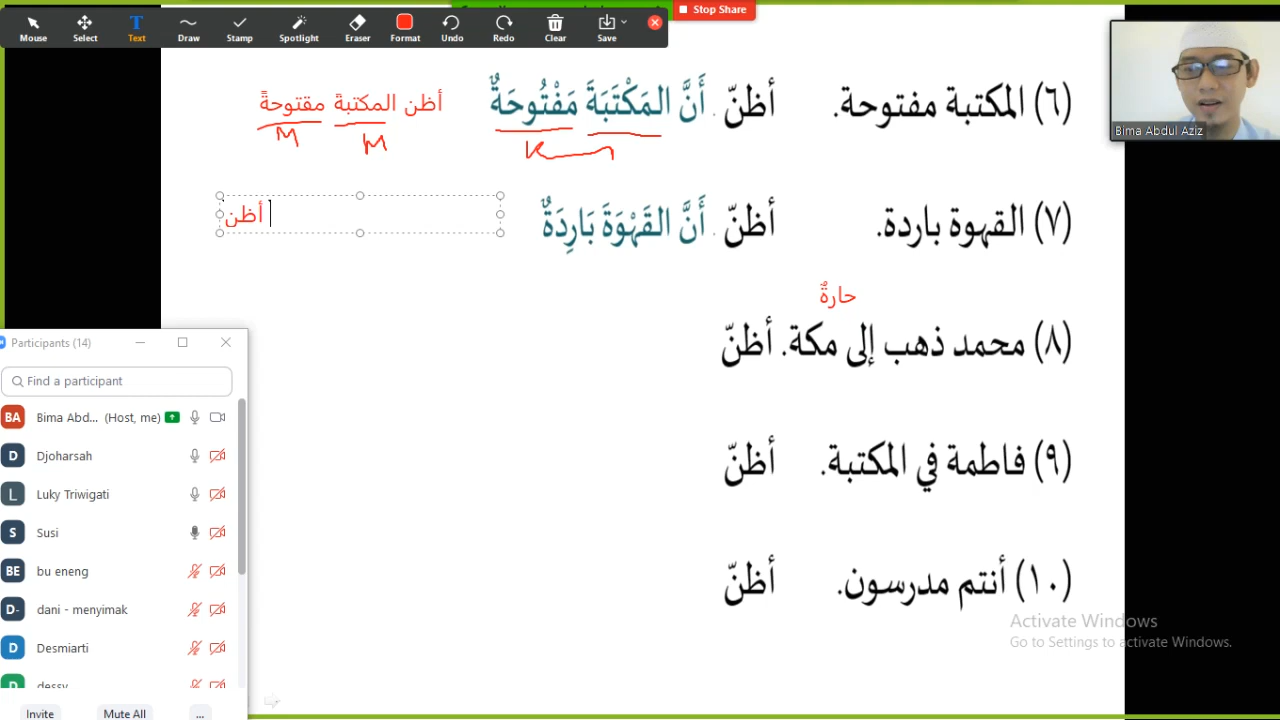 Stop Share
Mouse Select Text Draw Stamp Spotlight Eraser Format Undo Redo Clear Save
(٦) المكتبة مفتوحة. أظنّ . أَنَّ المَكْتَبَةَ مَفْتُوحَةٌ أظن المكتبةً مفتوحةً
M M K
Bima Abdul Aziz
(٧) القهوة باردة. أظنّ . أَنَّ القَهْوَةَ بَارِدَةٌ أظن
حارةٌ
(٨) محمد ذهب إلى مكة. أظنّ
(٩) فاطمة في المكتبة. أظنّ
(١٠) أنتم مدرسون. أظنّ
Participants (14)
Find a participant
BA Bima Abd... (Host, me)
D Djoharsah
L Luky Triwigati
S Susi
BE bu eneng
D- dani - menyimak
D Desmiarti
D dessy
Invite Mute All ...
Activate Windows
Go to Settings to activate Windows.